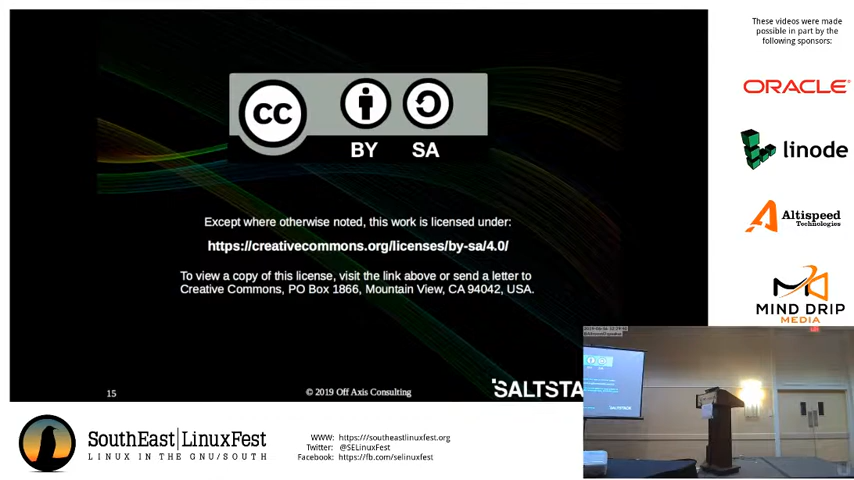 CC
BY SA
Except where otherwise noted, this work is licensed under:
https://creativecommons.org/licenses/by-sa/4.0/
To view a copy of this license, visit the link above or send a letter to
Creative Commons, PO Box 1866, Mountain View, CA 94042, USA.
15
© 2019 Off Axis Consulting
SALTSTA
These videos were made
possible in part by the
following sponsors:
ORACLE
linode
Altispeed
Technologies
MIND DRIP
MEDIA
SouthEast|LinuxFest
LINUX IN THE GNU/SOUTH
WWW: https:///southeastlinuxfest.org
Twitter: @SELinuxFest
Facebook: https://fb.com/selinuxfest